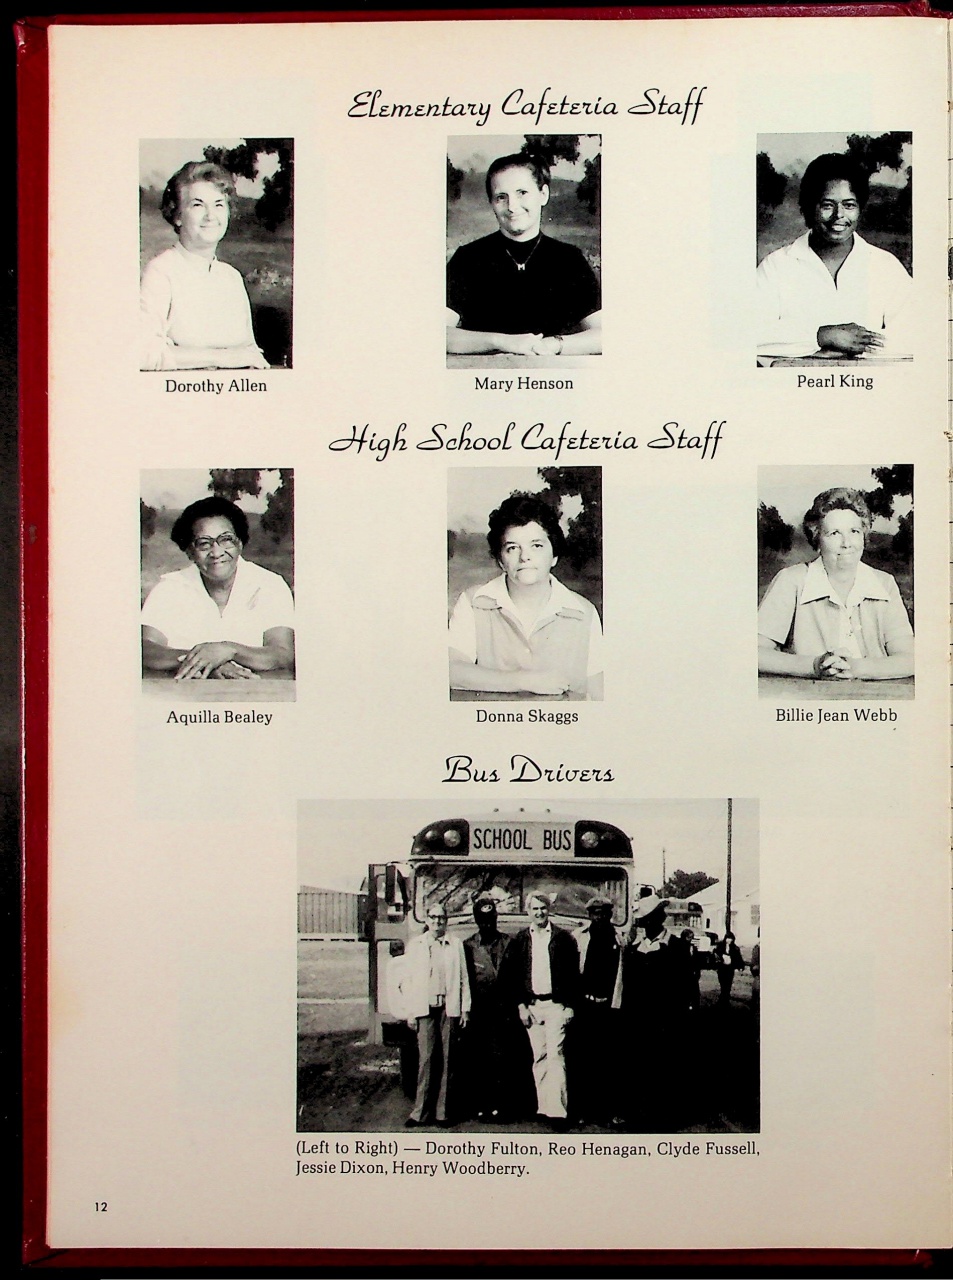 Elementary Cafeteria Staff
Dorothy Allen
Mary Henson
Pearl King
High School Cafeteria Staff
Aquilla Bealey
Donna Skaggs
Billie Jean Webb
Bus Drivers
SCHOOL BUS
(Left to Right) — Dorothy Fulton, Reo Henagan, Clyde Fussell,
Jessie Dixon, Henry Woodberry.
12